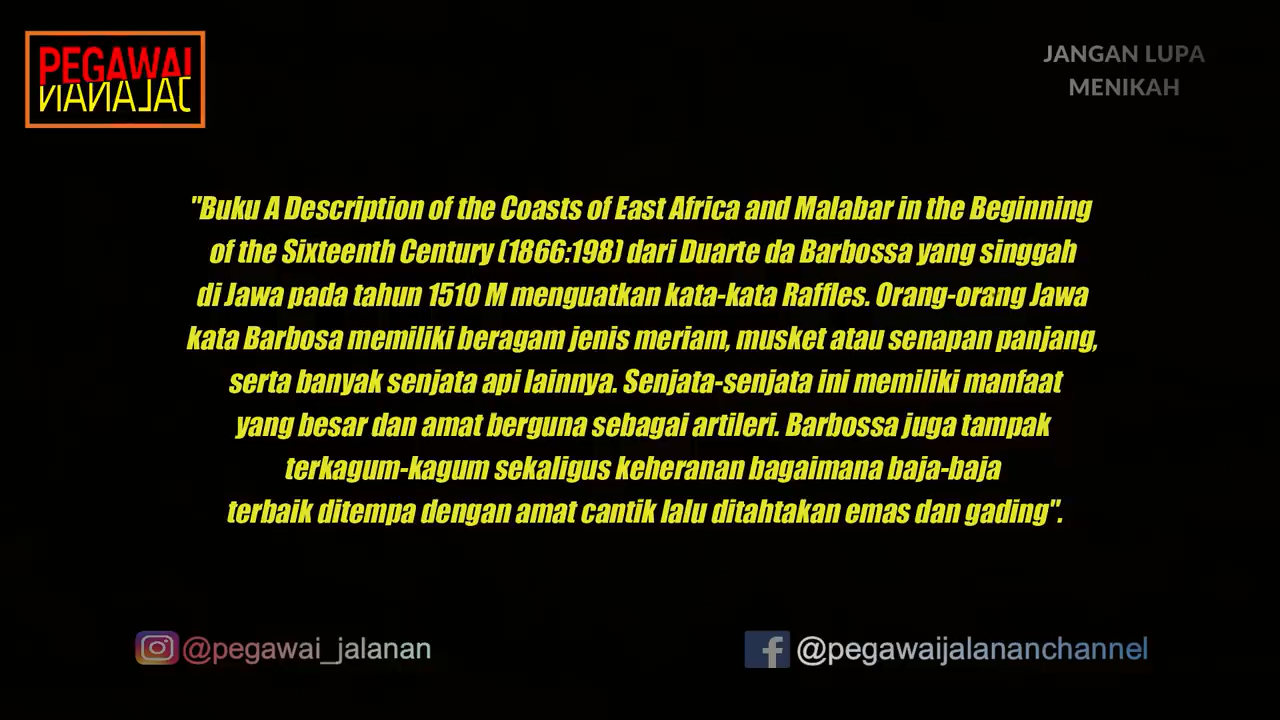 PEGAWAI
JALANAN
JANGAN LUPA
MENIKAH
"Buku A Description of the Coasts of East Africa and Malabar in the Beginning
of the Sixteenth Century (1866:198) dari Duarte da Barbossa yang singgah
di Jawa pada tahun 1510 M menguatkan kata-kata Raffles. Orang-orang Jawa
kata Barbosa memiliki beragam jenis meriam, musket atau senapan panjang,
serta banyak senjata api lainnya. Senjata-senjata ini memiliki manfaat
yang besar dan amat berguna sebagai artileri. Barbossa juga tampak
terkagum-kagum sekaligus keheranan bagaimana baja-baja
terbaik ditempa dengan amat cantik lalu ditahtakan emas dan gading".
@pegawai_jalanan
@pegawaijalananchannel